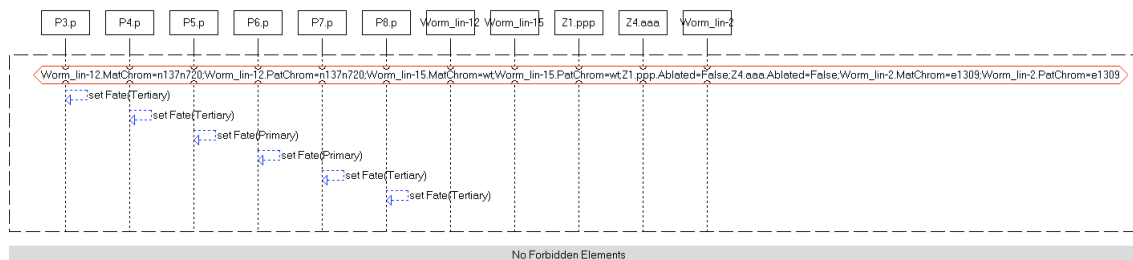 P3.p P4.p P5.p P6.p P7.p P8.p Worm_lin-12 Worm_lin-15 Z1.ppp Z4.aaa Worm_lin-2
Worm_lin-12.MatChrom=n137n720;Worm_lin-12.PatChrom=n137n720;Worm_lin-15.MatChrom=wt;Worm_lin-15.PatChrom=wt;Z1.ppp.Ablated=False;Z4.aaa.Ablated=False;Worm_lin-2.MatChrom=e1309;Worm_lin-2.PatChrom=e1309
set Fate(Tertiary)
set Fate(Tertiary)
set Fate(Primary)
set Fate(Primary)
set Fate(Tertiary)
set Fate(Tertiary)
No Forbidden Elements